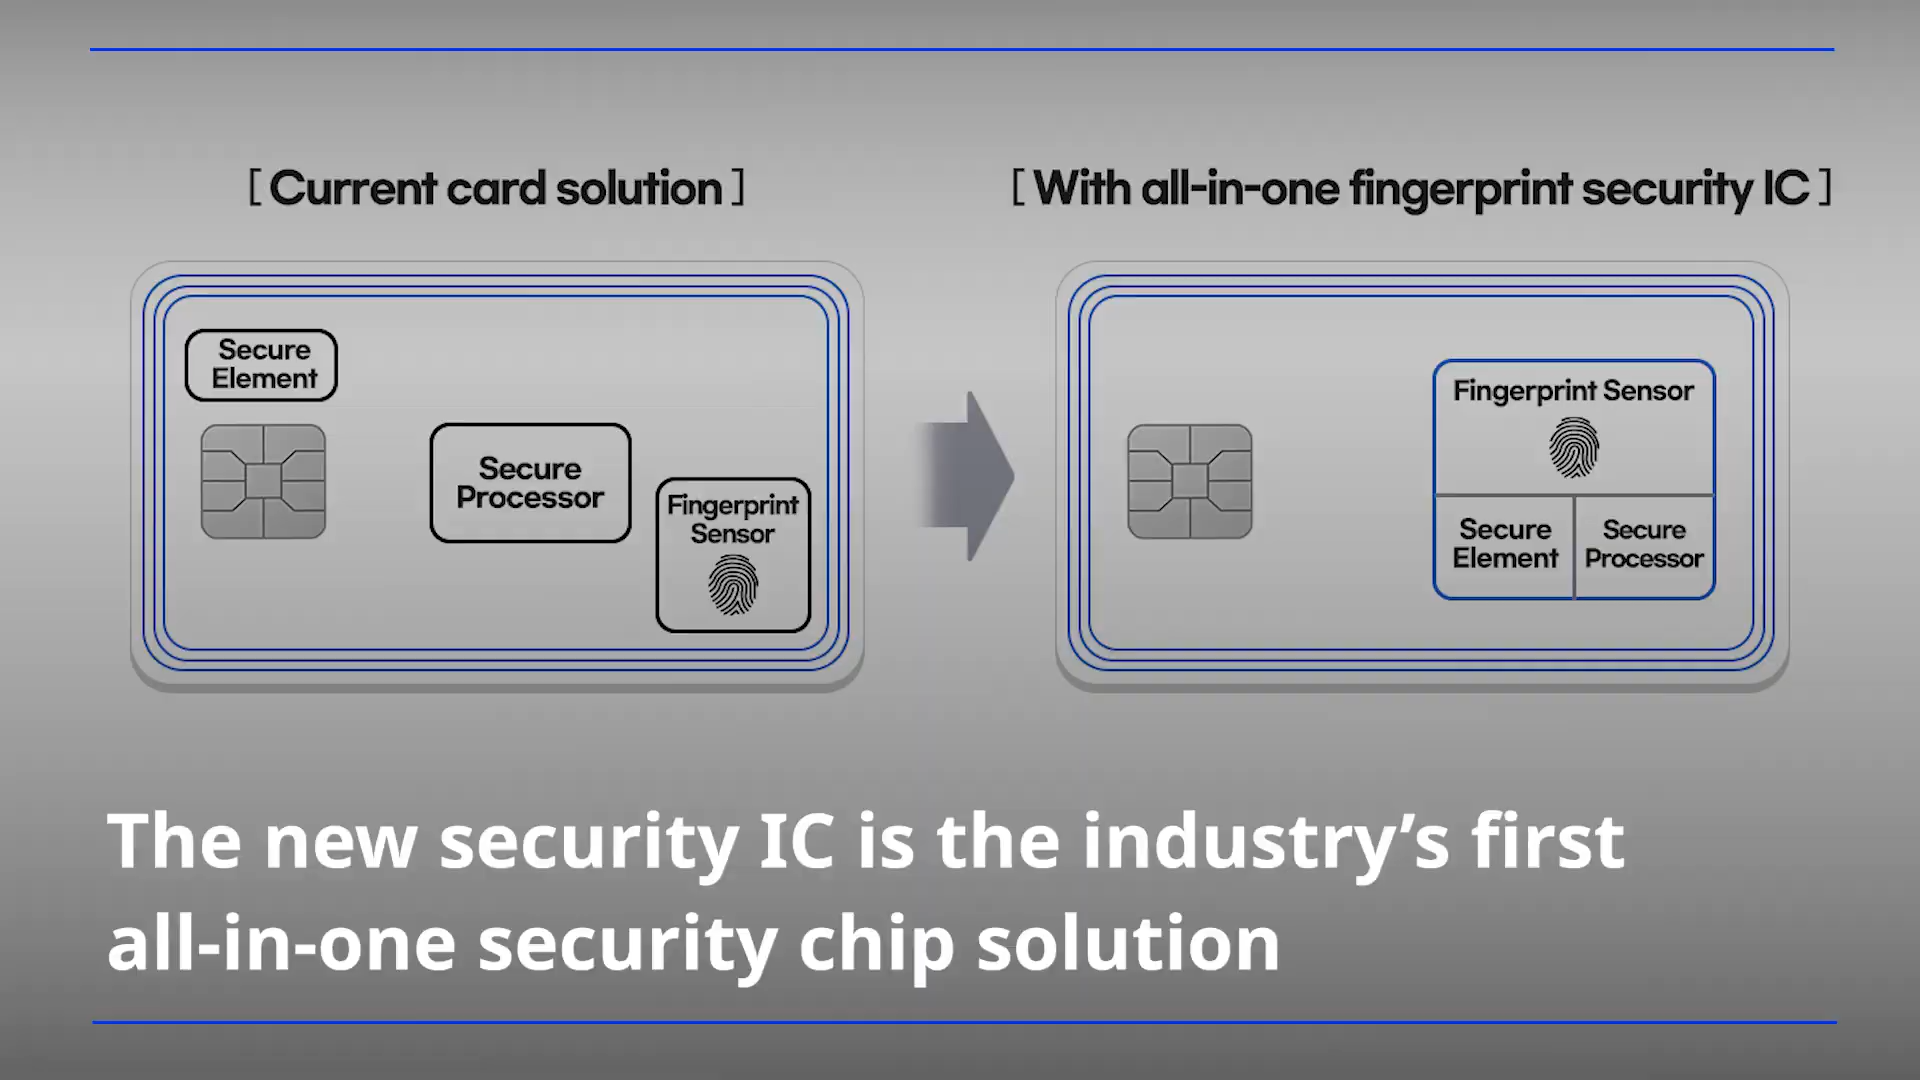 [ Current card solution ]
[ With all-in-one fingerprint security IC ]
Secure
Element
Secure
Processor
Fingerprint
Sensor
Fingerprint Sensor
Secure
Element
Secure
Processor
The new security IC is the industry’s first
all-in-one security chip solution